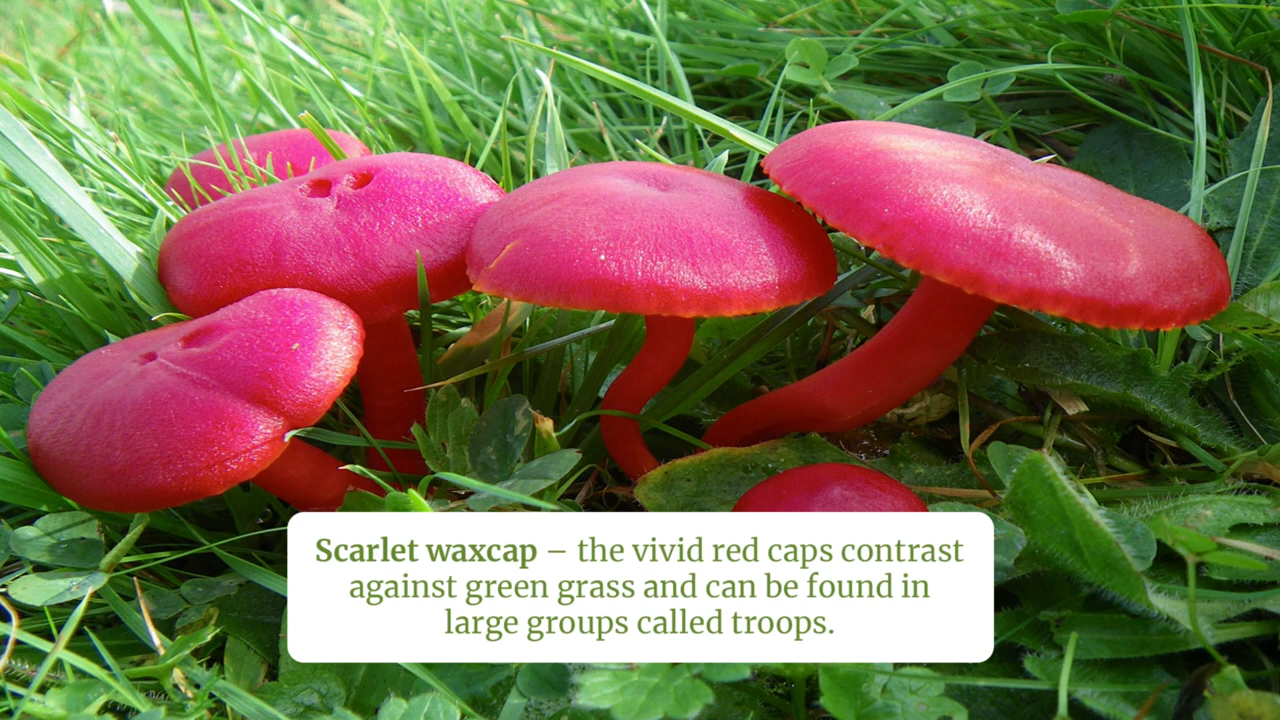 Scarlet waxcap – the vivid red caps contrast
against green grass and can be found in
large groups called troops.